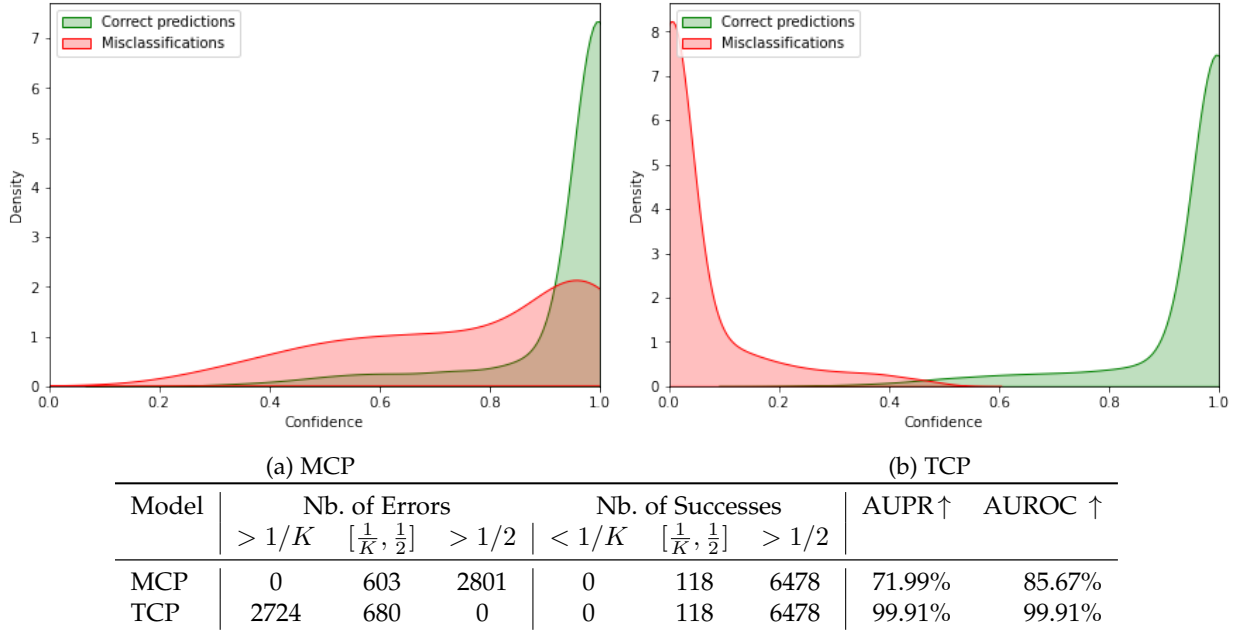 Correct predictions
Misclassifications
7
6
5
4
3
2
1
0
Density
0.0 0.2 0.4 0.6 0.8 1.0
Confidence
(a) MCP
Correct predictions
Misclassifications
8
7
6
5
4
3
2
1
0
Density
0.0 0.2 0.4 0.6 0.8 1.0
Confidence
(b) TCP
Model Nb. of Errors Nb. of Successes AUPR↑ AUROC ↑
> 1/K [1/K, 1/2] > 1/2 < 1/K [1/K, 1/2] > 1/2
MCP 0 603 2801 0 118 6478 71.99% 85.67%
TCP 2724 680 0 0 118 6478 99.91% 99.91%